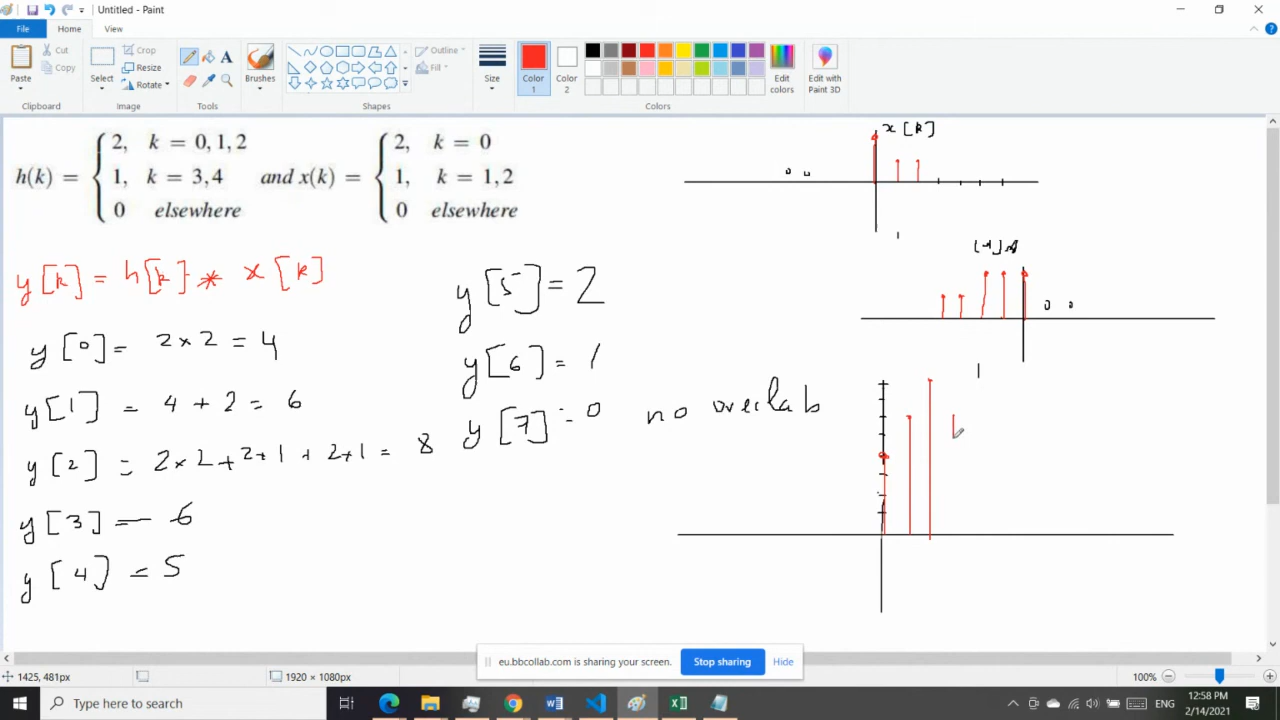 Untitled - Paint
File Home View
Paste
Cut
Copy
Clipboard
Select
Crop
Resize
Rotate
Image
Tools
Brushes
Shapes
Outline
Fill
Size
Color 1
Color 2
Colors
Edit colors
Edit with Paint 3D
h(k) = { 2, k = 0, 1, 2
1, k = 3, 4
0 elsewhere
and x(k) = { 2, k = 0
1, k = 1, 2
0 elsewhere
x[k]
y[k] = h[k] * x[k]
y[0] = 2×2 = 4
y[1] = 4 + 2 = 6
y[2] = 2×2 + 2*1 + 2*1 = 8
y[3] = 6
y[4] = 5
y[5] = 2
y[6] = 1
y[7] = 0 no overlab
eu.bbcollab.com is sharing your screen. Stop sharing Hide
1425, 481px
1920 × 1080px
100%
Type here to search
ENG
12:58 PM
2/14/2021